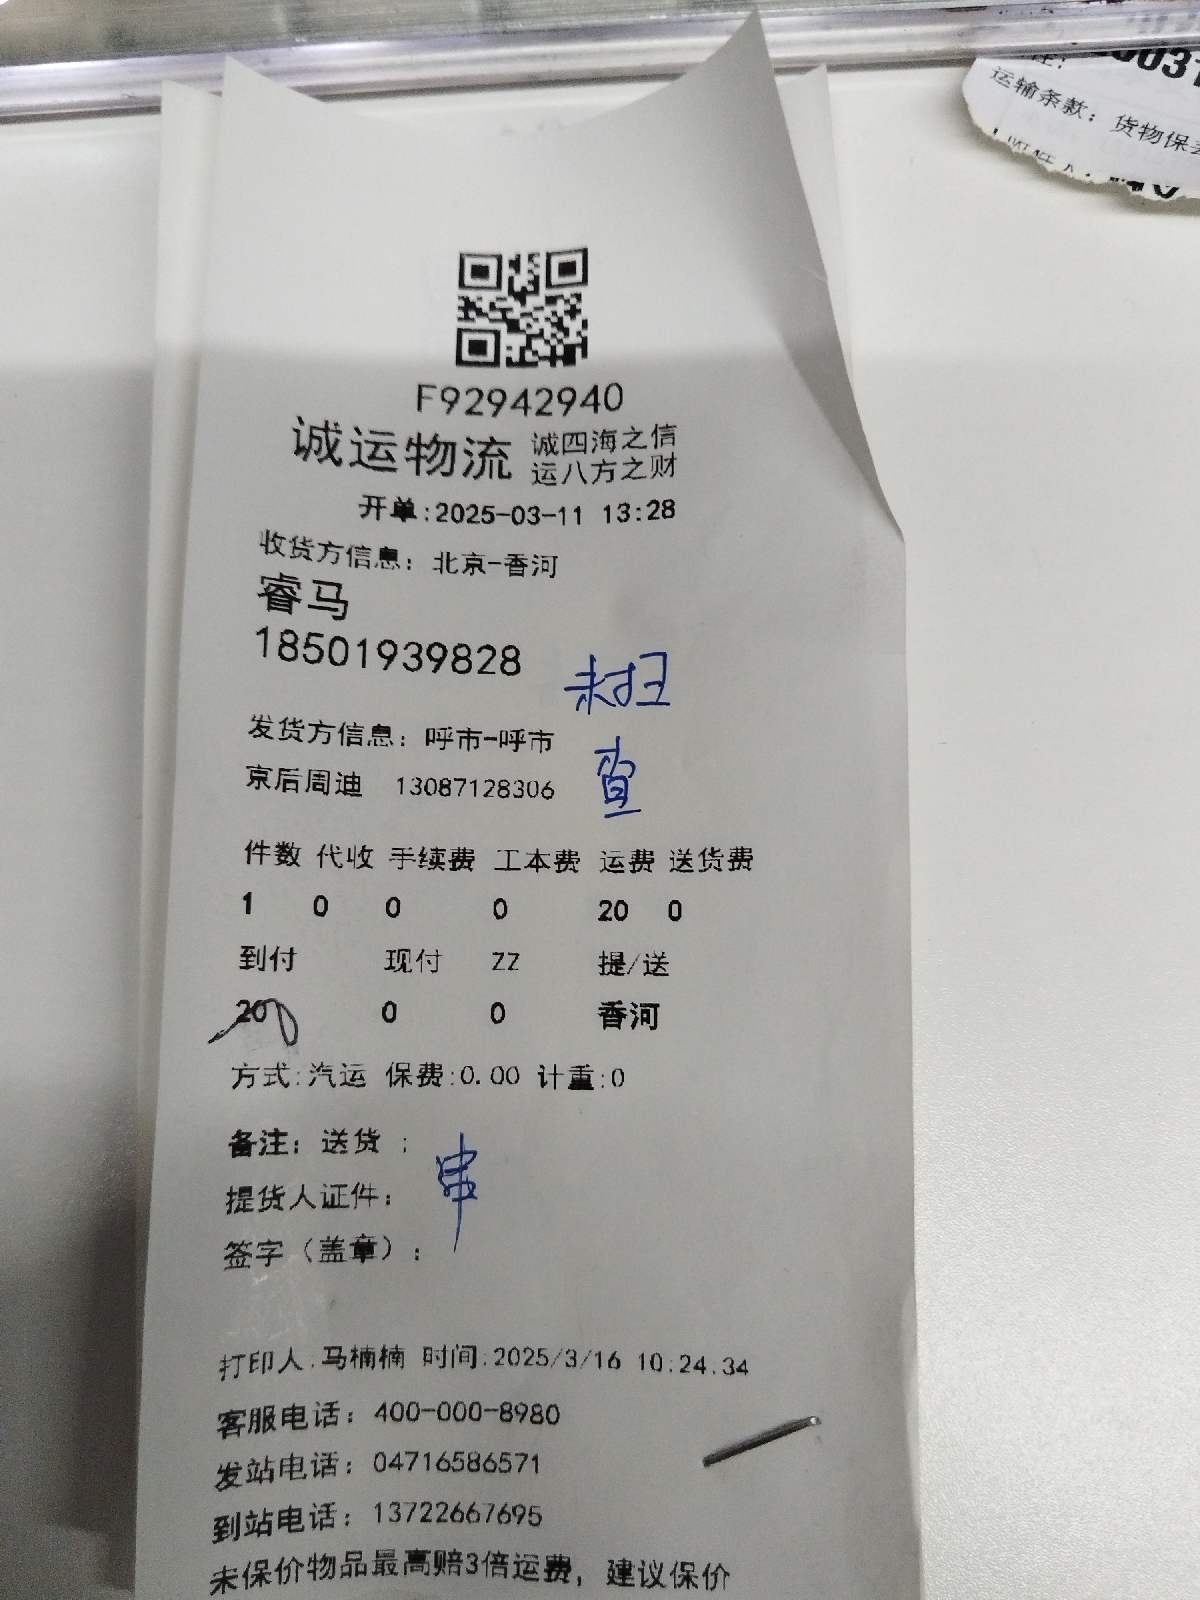 0031
注:
运输条款: 货物保丢
F92942940
诚运物流 诚四海之信
运八方之财
开单:2025-03-11 13:28
收货方信息: 北京-香河
睿马
18501939828
未扫
发货方信息: 呼市-呼市
查
京后周迪 13087128306
件数 代收 手续费 工本费 运费 送货费
1 0 0 0 20 0
到付 现付 ZZ 提/送
20 0 0 香河
方式:汽运 保费:0.00 计重:0
备注: 送货 ;
提货人证件:
签字（盖章）:
打印人.马楠楠 时间:2025/3/16 10:24:34
客服电话: 400-000-8980
发站电话: 04716586571
到站电话: 13722667695
未保价物品最高赔3倍运费, 建议保价